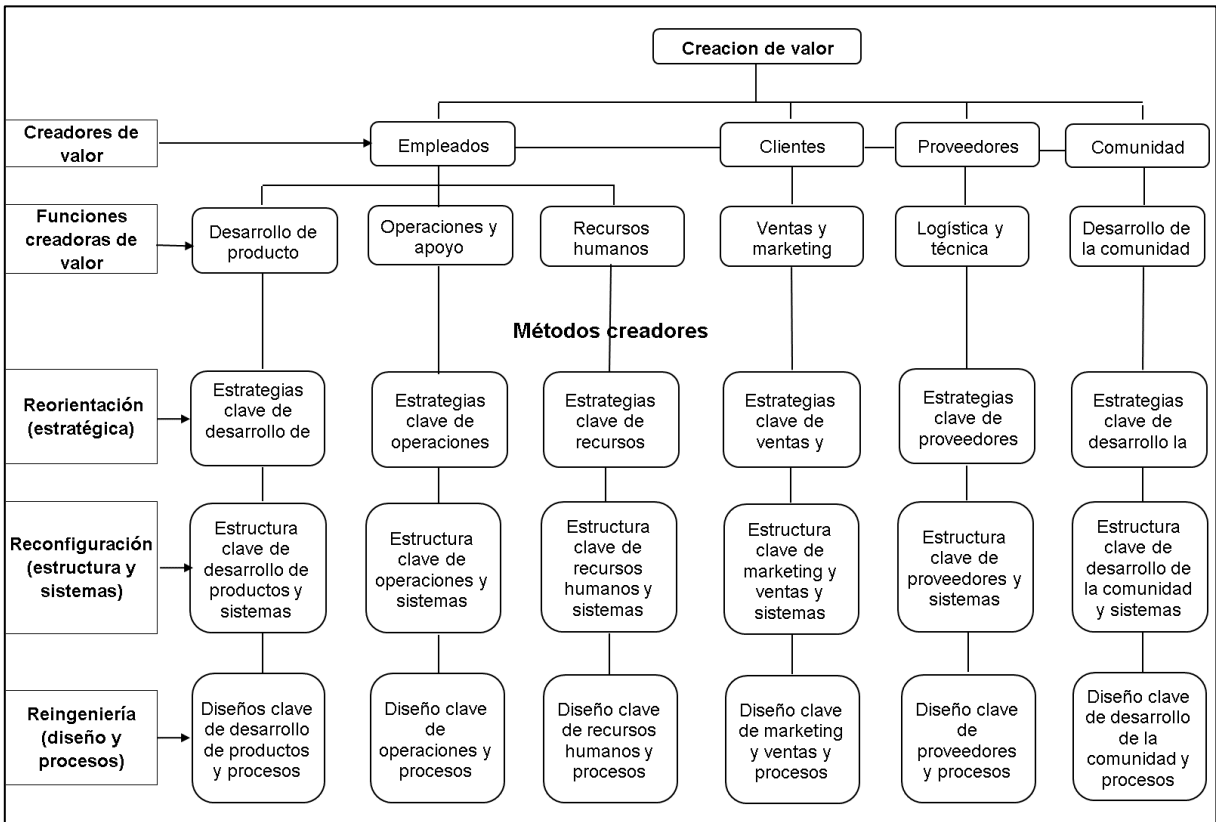 Creacion de valor
Creadores de
valor
Empleados
Clientes
Proveedores
Comunidad
Funciones
creadoras de
valor
Desarrollo de
producto
Operaciones y
apoyo
Recursos
humanos
Ventas y
marketing
Logística y
técnica
Desarrollo de
la comunidad
Métodos creadores
Reorientación
(estratégica)
Estrategias
clave de
desarrollo de
Estrategias
clave de
operaciones
Estrategias
clave de
recursos
Estrategias
clave de
ventas y
Estrategias
clave de
proveedores
Estrategias
clave de
desarrollo la
Reconfiguración
(estructura y
sistemas)
Estructura
clave de
desarrollo de
productos y
sistemas
Estructura
clave de
operaciones y
sistemas
Estructura
clave de
recursos
humanos y
sistemas
Estructura
clave de
marketing y
ventas y
sistemas
Estructura
clave de
proveedores y
sistemas
Estructura
clave de
desarrollo de
la comunidad
y sistemas
Reingeniería
(diseño y
procesos)
Diseños clave
de desarrollo
de productos
y procesos
Diseño clave
de
operaciones y
procesos
Diseño clave
de recursos
humanos y
procesos
Diseño clave
de marketing
y ventas y
procesos
Diseño clave
de
proveedores
y procesos
Diseño clave
de desarrollo
de la
comunidad y
procesos